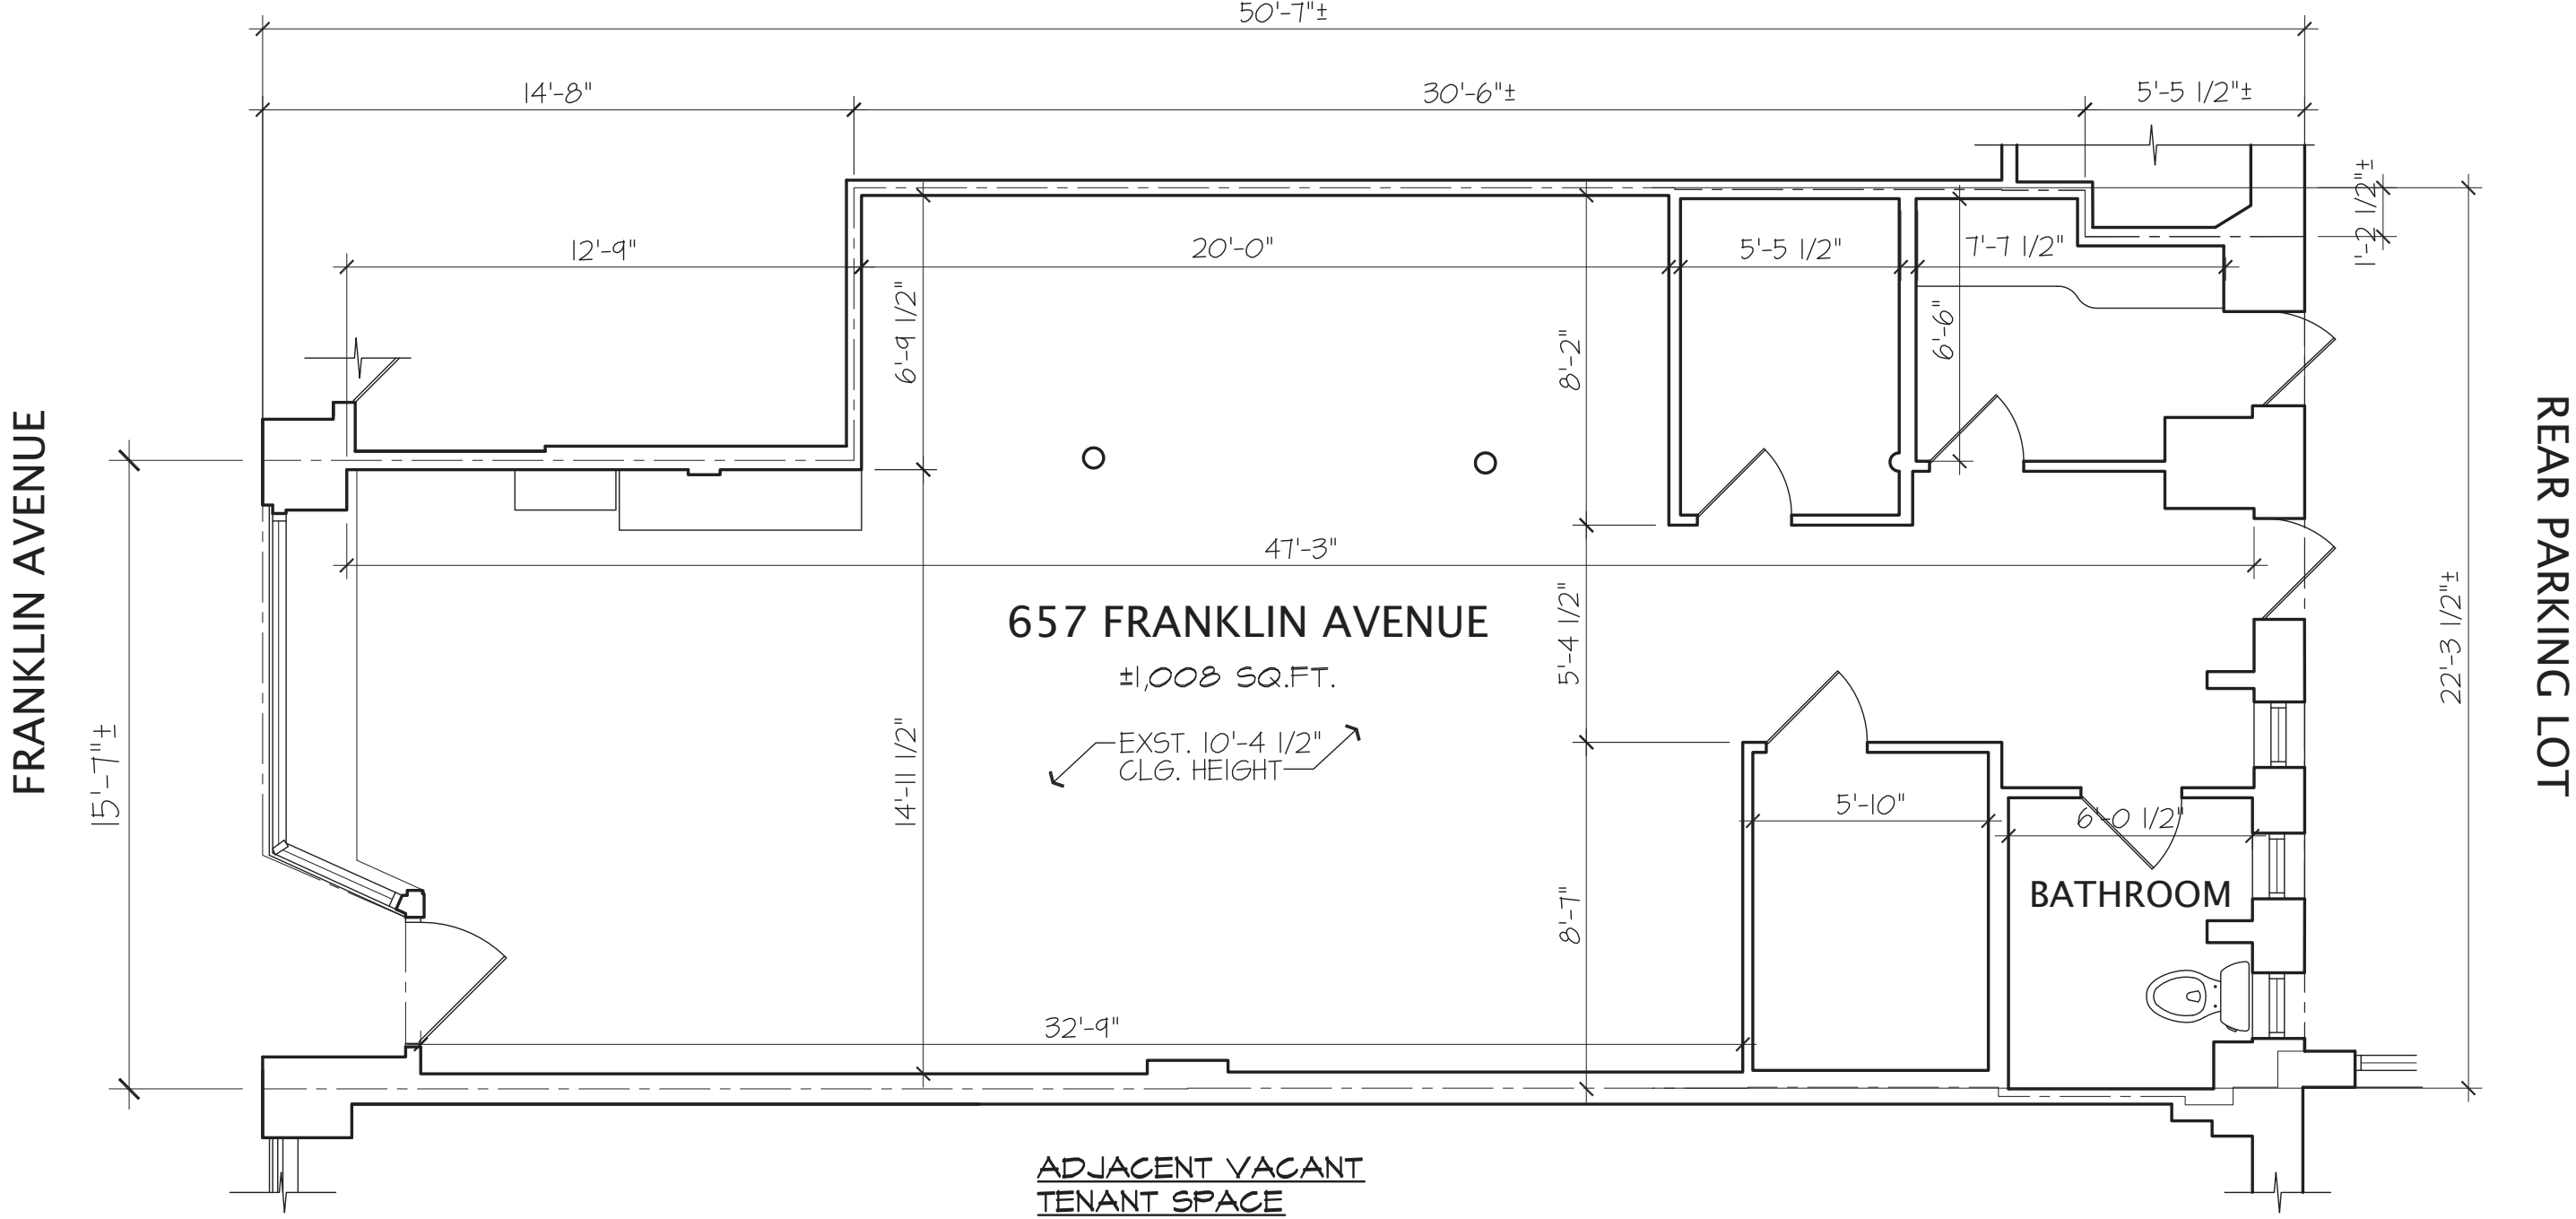 50'-7"±
14'-8"
30'-6"±
5'-5 1/2"±
1'-2 1/2"±
12'-9"
20'-0"
5'-5 1/2"
7'-7 1/2"
6'-9 1/2"
8'-2"
6'-6"
47'-3"
FRANKLIN AVENUE
15'-7"±
657 FRANKLIN AVENUE
±1,008 SQ.FT.
EXST. 10'-4 1/2"
CLG. HEIGHT
14'-11 1/2"
5'-4 1/2"
22'-3 1/2"±
REAR PARKING LOT
5'-10"
6'-0 1/2"
BATHROOM
8'-7"
32'-9"
ADJACENT VACANT
TENANT SPACE